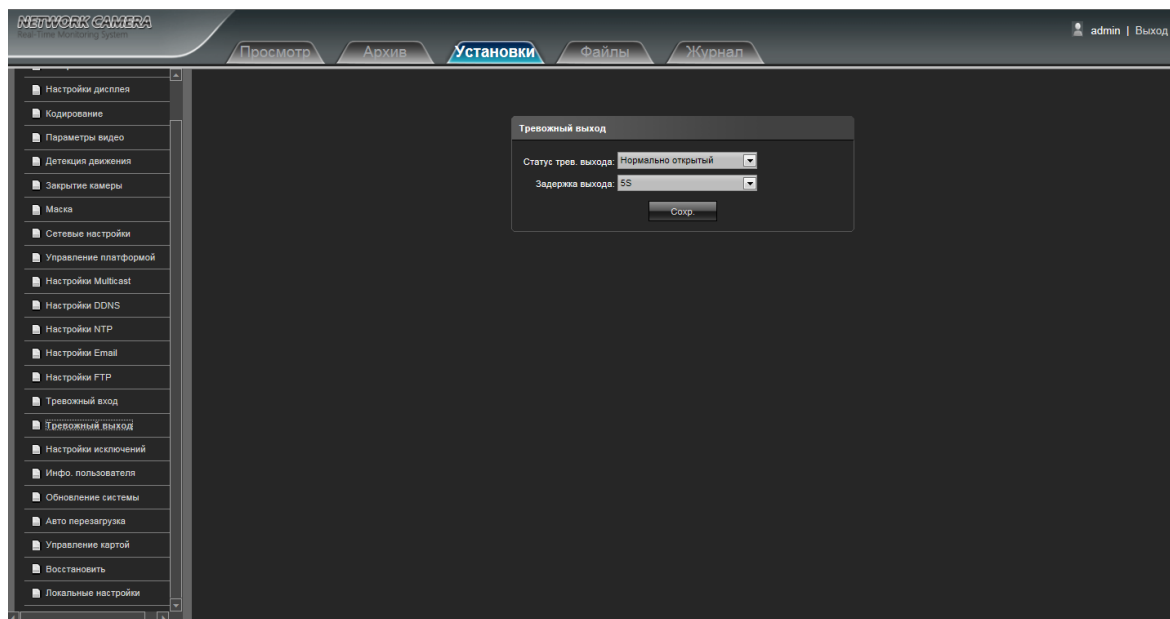 NETWORK CAMERA
Real-Time Monitoring System
admin | Выход
Просмотр
Архив
Установки
Файлы
Журнал
Настройки дисплея
Кодирование
Параметры видео
Детекция движения
Закрытие камеры
Маска
Сетевые настройки
Управление платформой
Настройки Multicast
Настройки DDNS
Настройки NTP
Настройки Email
Настройки FTP
Тревожный вход
Тревожный выход
Настройки исключений
Инфо. пользователя
Обновление системы
Авто перезагрузка
Управление картой
Восстановить
Локальные настройки
Тревожный выход
Статус трев. выхода: Нормально открытый
Задержка выхода: 5S
Сохр.